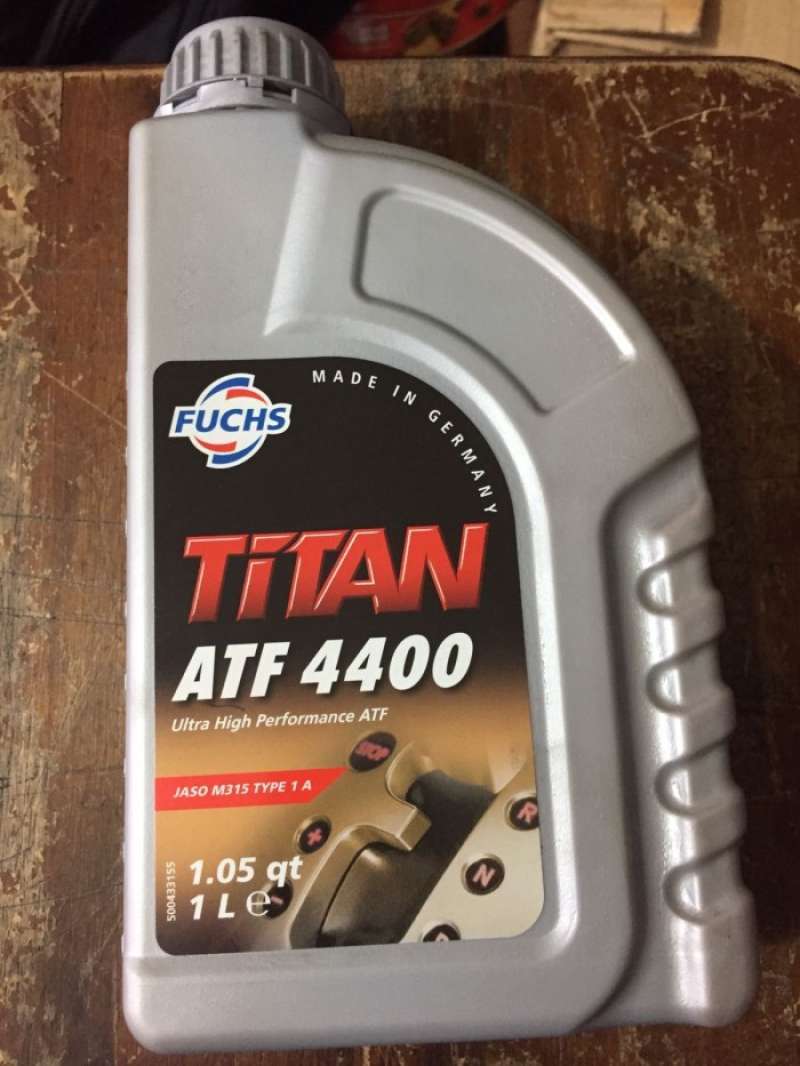 FUCHS
MADE IN GERMANY
TiTAN
ATF 4400
Ultra High Performance ATF
STOP
JASO M315 TYPE 1 A
+
R
N
1.05 qt
1 L e
500433155